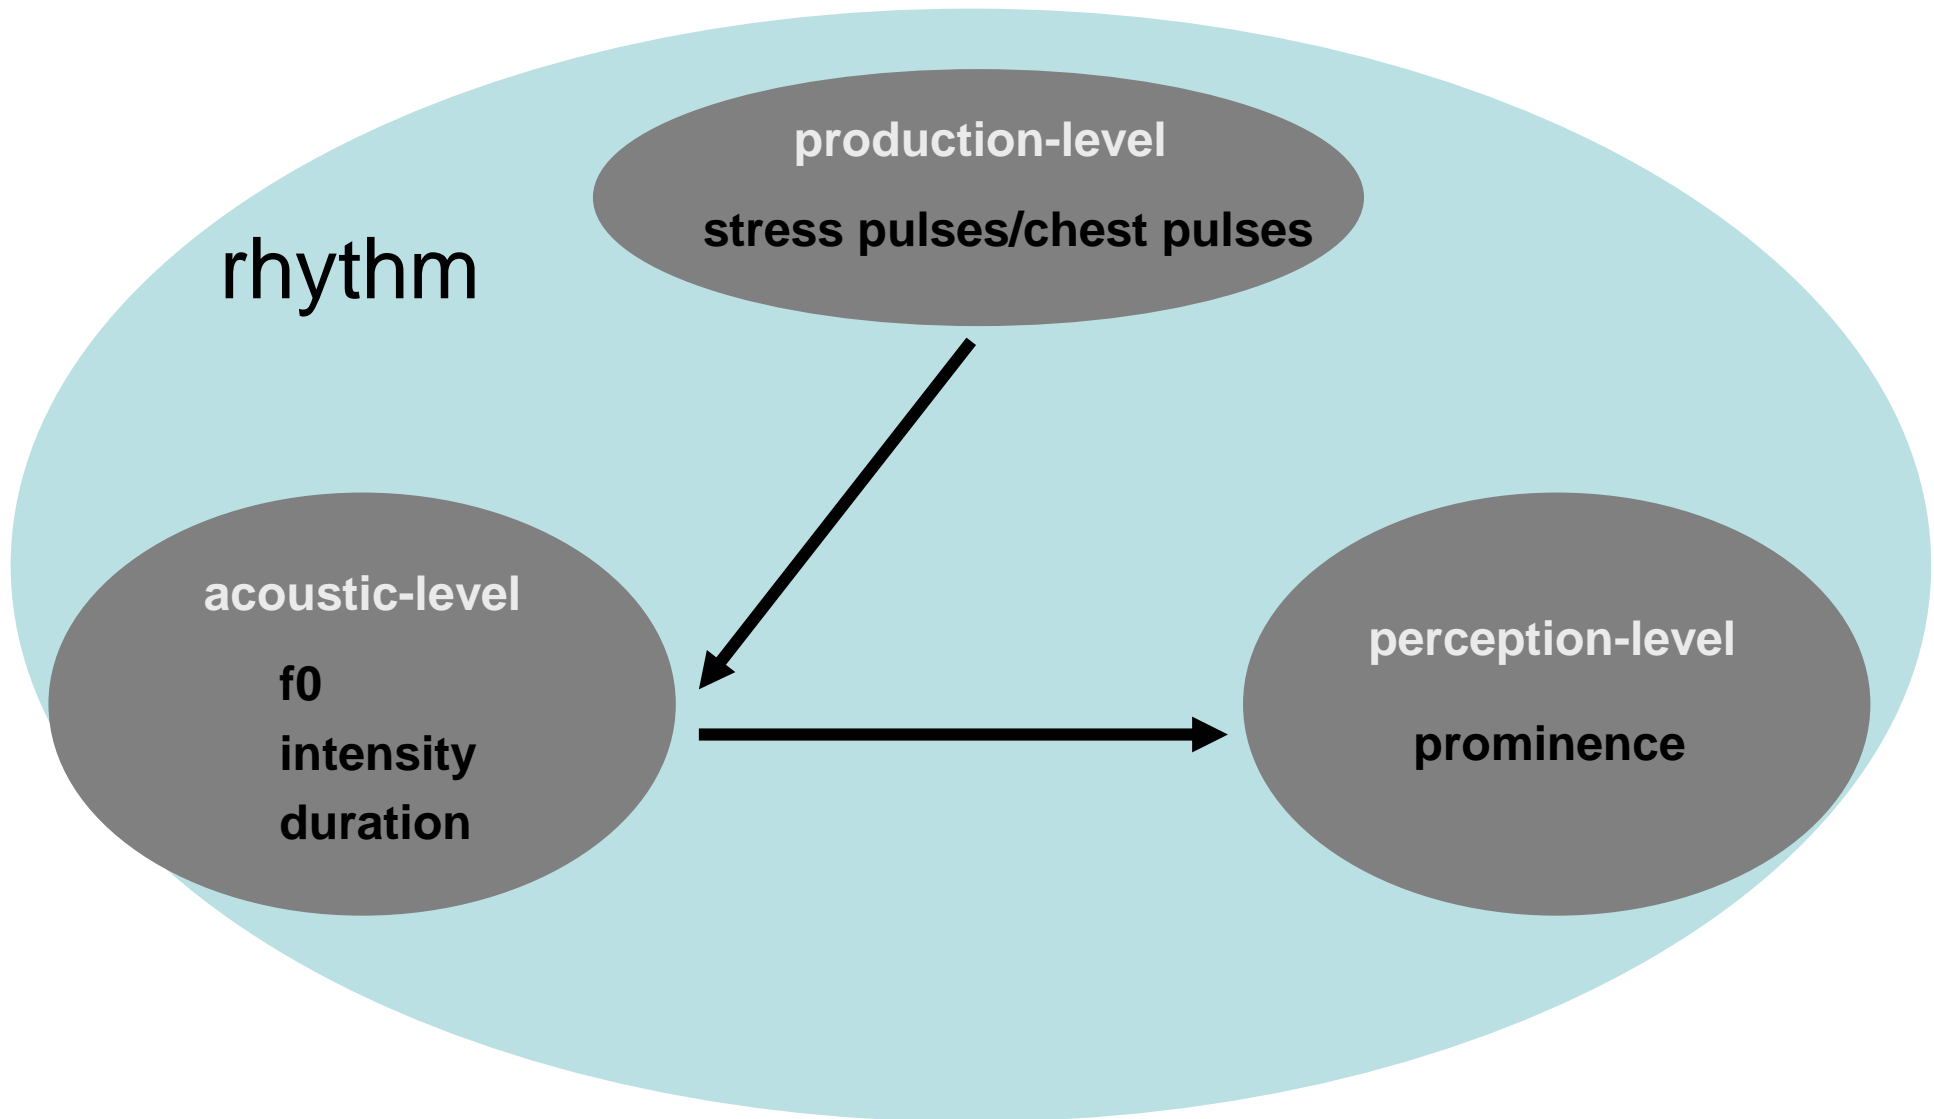 production-level
stress pulses/chest pulses
rhythm
acoustic-level
f0
intensity
duration
perception-level
prominence